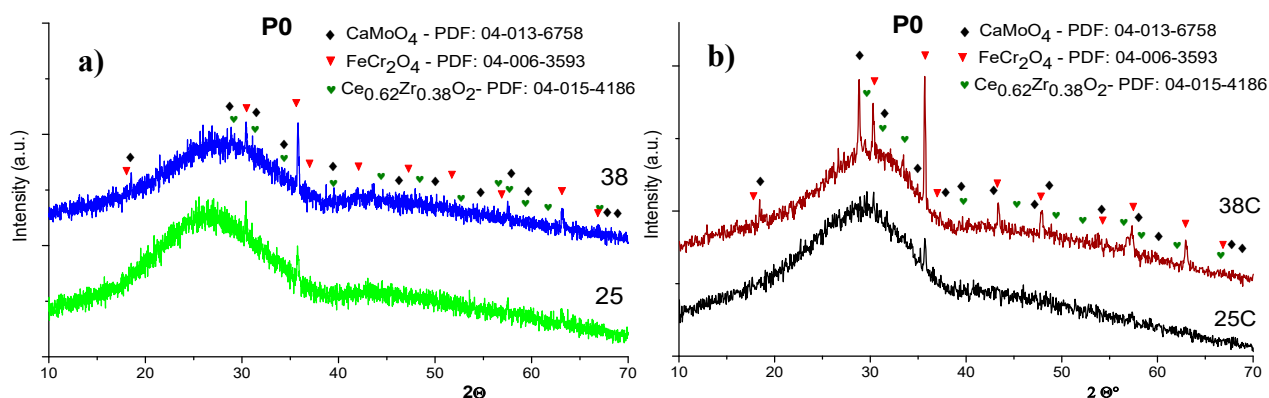 P0
a)
CaMoO4 - PDF: 04-013-6758
FeCr2O4 - PDF: 04-006-3593
Ce0.62Zr0.38O2- PDF: 04-015-4186
Intensity (a.u.)
38
25
10 20 30 40 50 60 70
2Θ
P0
b)
CaMoO4 - PDF: 04-013-6758
FeCr2O4 - PDF: 04-006-3593
Ce0.62Zr0.38O2- PDF: 04-015-4186
Intensity (a.u.)
38C
25C
10 20 30 40 50 60 70
2 Θ°